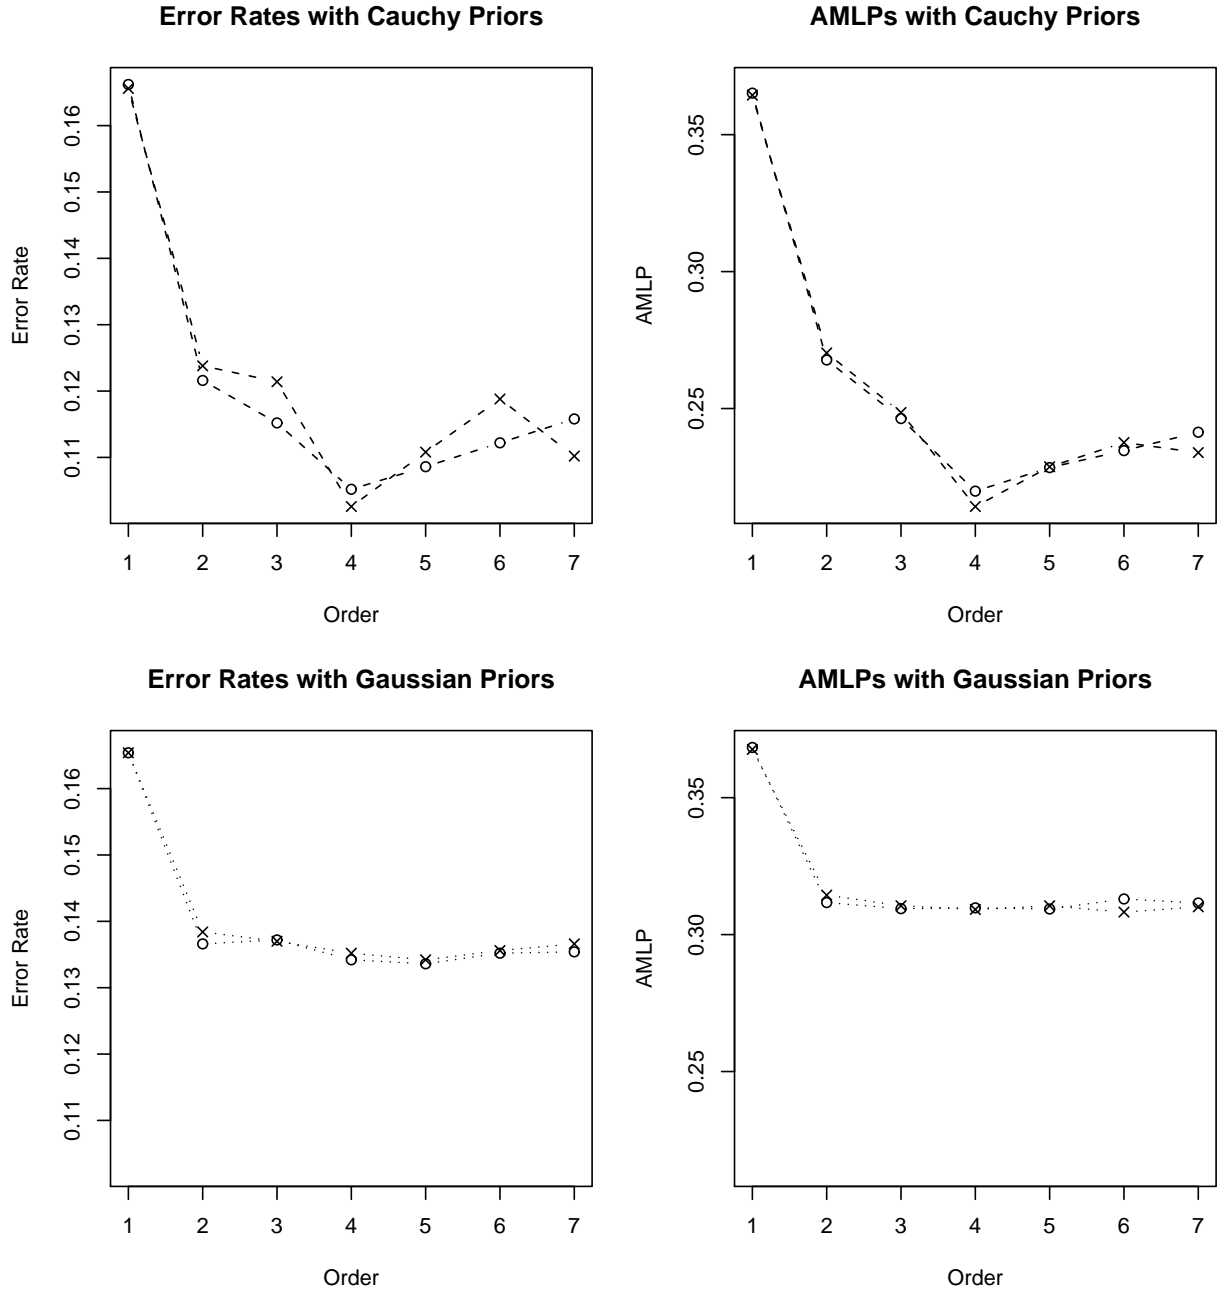 Error Rates with Cauchy Priors
Error Rate
0.16
0.15
0.14
0.13
0.12
0.11
1 2 3 4 5 6 7
Order
AMLPs with Cauchy Priors
AMLP
0.35
0.30
0.25
1 2 3 4 5 6 7
Order
Error Rates with Gaussian Priors
Error Rate
0.16
0.15
0.14
0.13
0.12
0.11
1 2 3 4 5 6 7
Order
AMLPs with Gaussian Priors
AMLP
0.35
0.30
0.25
1 2 3 4 5 6 7
Order